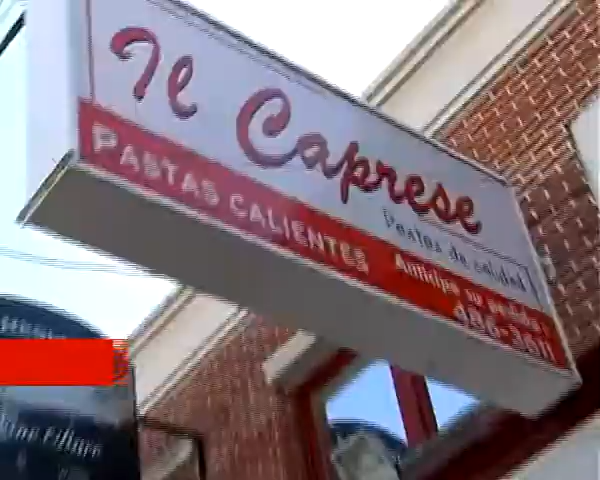 Il Caprese
Pastas de calidad
PASTAS CALIENTES
Anticipe su pedido:
486-3611